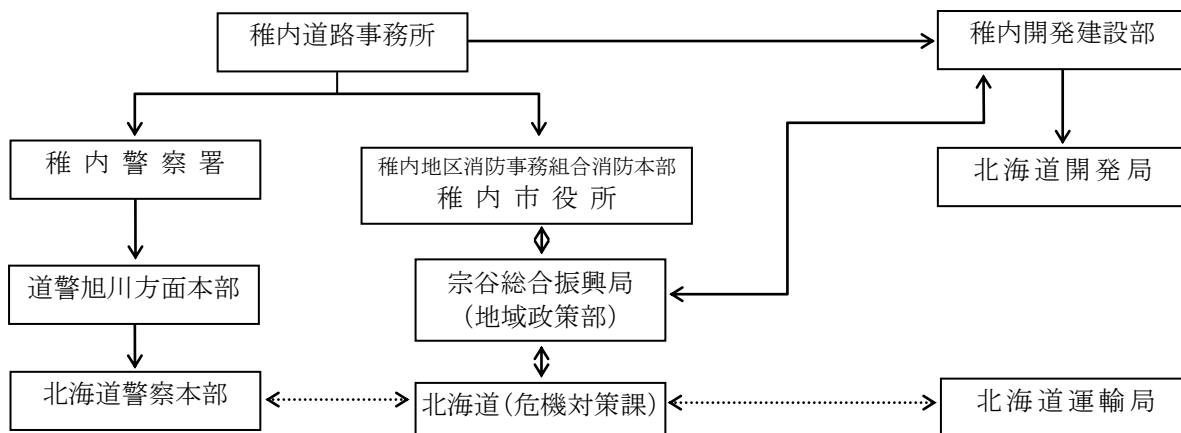 稚内道路事務所
稚内開発建設部
稚内警察署
稚内地区消防事務組合消防本部
稚内市役所
北海道開発局
道警旭川方面本部
宗谷総合振興局
（地域政策部）
北海道警察本部
北海道（危機対策課）
北海道運輸局